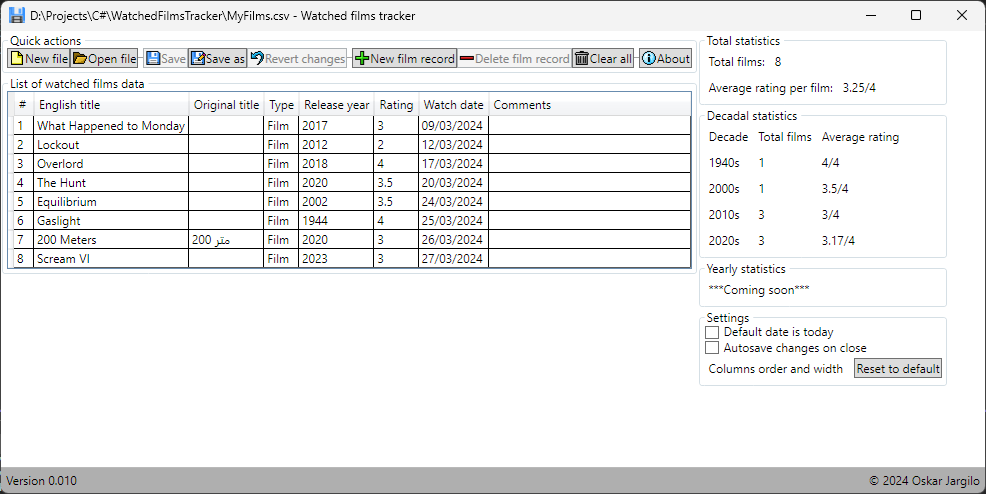 D:\Projects\C#\WatchedFilmsTracker\MyFilms.csv - Watched films tracker
Quick actions
New file Open file Save Save as Revert changes New film record Delete film record Clear all About
List of watched films data
# English title Original title Type Release year Rating Watch date Comments
1 What Happened to Monday Film 2017 3 09/03/2024
2 Lockout Film 2012 2 12/03/2024
3 Overlord Film 2018 4 17/03/2024
4 The Hunt Film 2020 3.5 20/03/2024
5 Equilibrium Film 2002 3.5 24/03/2024
6 Gaslight Film 1944 4 25/03/2024
7 200 Meters 200 متر Film 2020 3 26/03/2024
8 Scream VI Film 2023 3 27/03/2024
Total statistics
Total films: 8
Average rating per film: 3.25/4
Decadal statistics
Decade Total films Average rating
1940s 1 4/4
2000s 1 3.5/4
2010s 3 3/4
2020s 3 3.17/4
Yearly statistics
***Coming soon***
Settings
Default date is today
Autosave changes on close
Columns order and width Reset to default
Version 0.010 © 2024 Oskar Jargilo